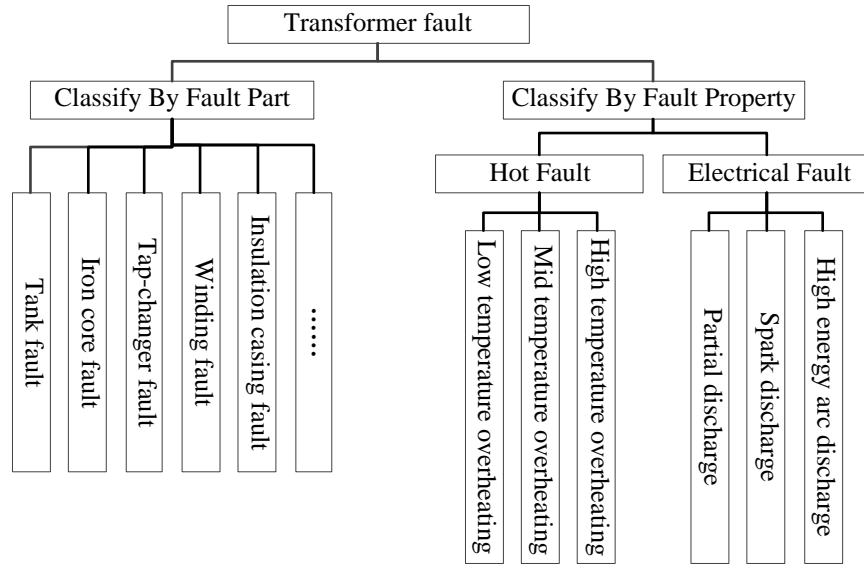 Transformer fault
Classify By Fault Part
Classify By Fault Property
Hot Fault
Electrical Fault
Tank fault
Iron core fault
Tap-changer fault
Winding fault
Insulation casing fault
......
Low temperature overheating
Mid temperature overheating
High temperature overheating
Partial discharge
Spark discharge
High energy arc discharge